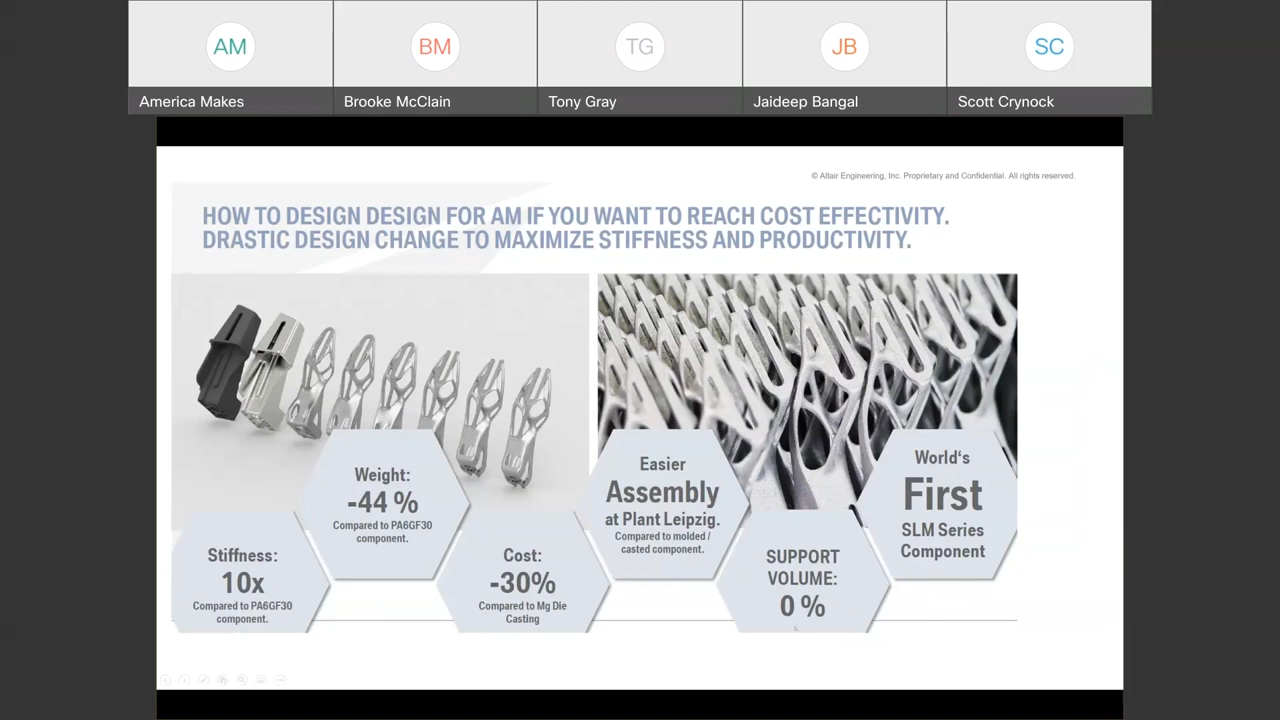 AM
BM
TG
JB
SC
America Makes
Brooke McClain
Tony Gray
Jaideep Bangal
Scott Crynock
© Altair Engineering, Inc. Proprietary and Confidential. All rights reserved.
HOW TO DESIGN DESIGN FOR AM IF YOU WANT TO REACH COST EFFECTIVITY.
DRASTIC DESIGN CHANGE TO MAXIMIZE STIFFNESS AND PRODUCTIVITY.
Stiffness:
10x
Compared to PA6GF30
component.
Weight:
-44 %
Compared to PA6GF30
component.
Cost:
-30%
Compared to Mg Die
Casting
Easier
Assembly
at Plant Leipzig.
Compared to molded /
casted component.
SUPPORT
VOLUME:
0 %
World‘s
First
SLM Series
Component